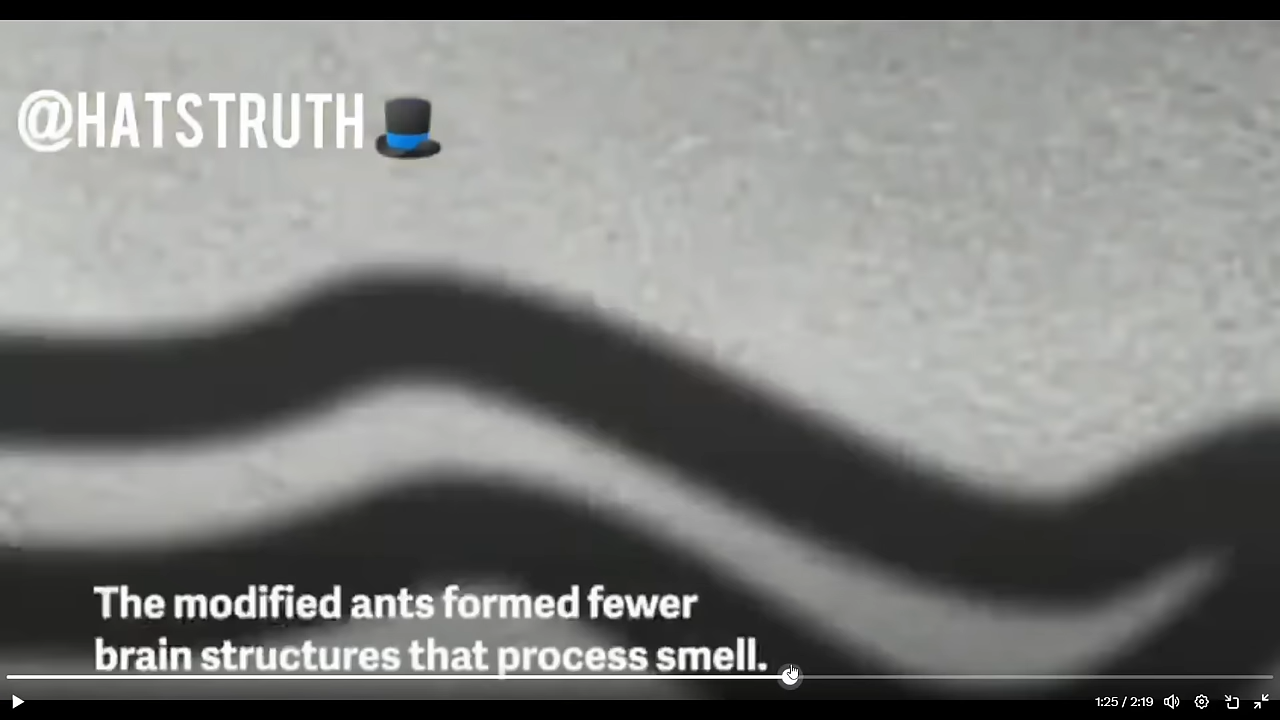 @HATSTRUTH
The modified ants formed fewer
brain structures that process smell.
1:25 / 2:19